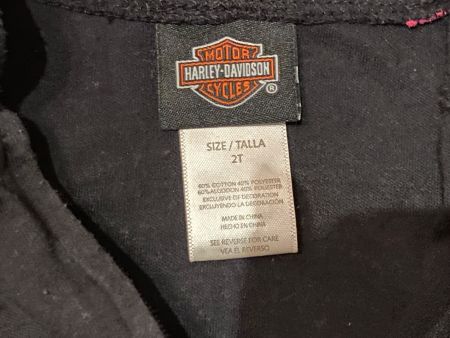 MOTOR
HARLEY-DAVIDSON
CYCLES
®
SIZE / TALLA
2T
60% COTTON 40% POLYESTER
60% ALGODON 40% POLIESTER
EXCLUSIVE OF DECORATION
EXCLUYENDO LA DECORACIÓN
MADE IN CHINA
HECHO EN CHINA
SEE REVERSE FOR CARE
VEA EL REVERSO